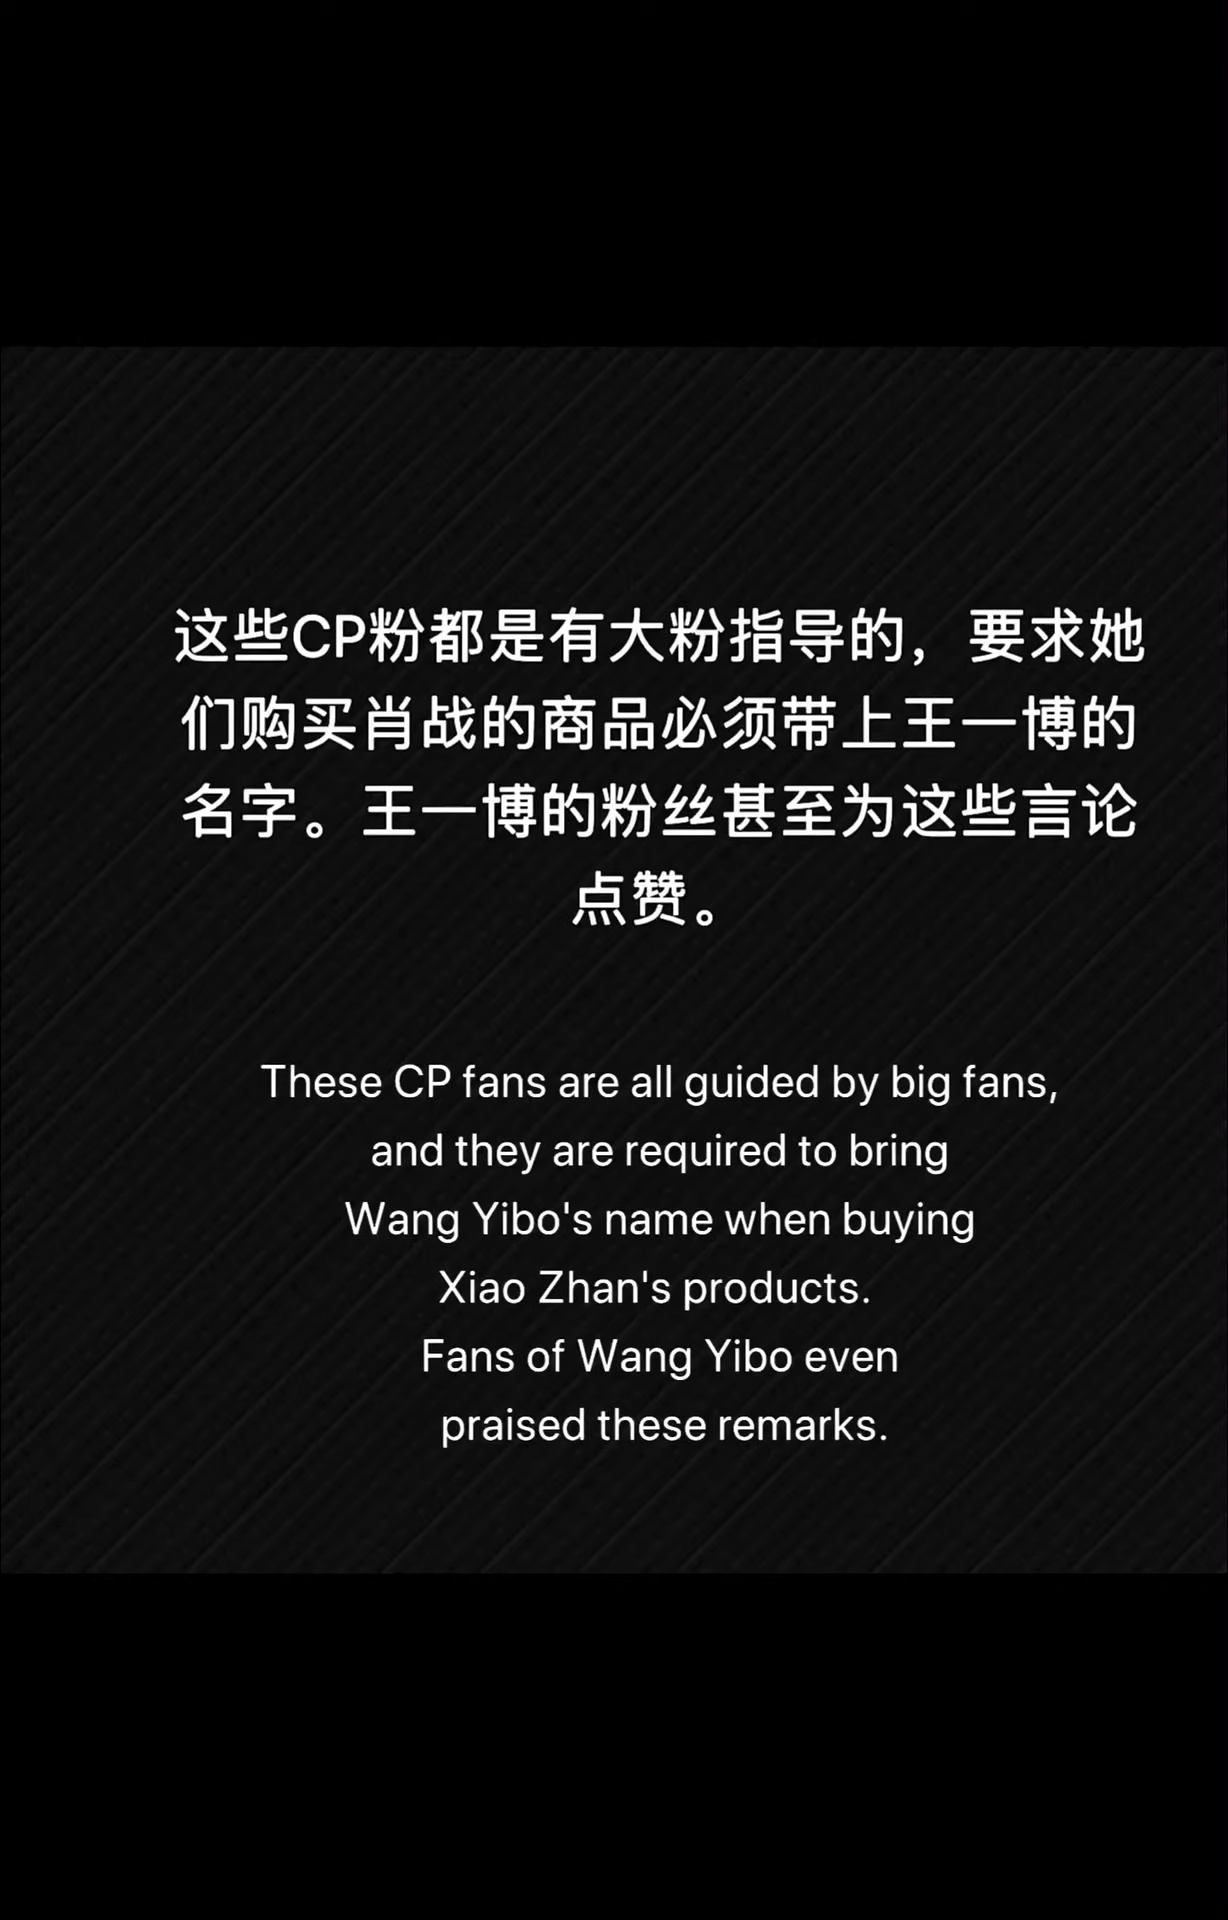 这些CP粉都是有大粉指导的，要求她
们购买肖战的商品必须带上王一博的
名字。王一博的粉丝甚至为这些言论
点赞。
These CP fans are all guided by big fans,
and they are required to bring
Wang Yibo's name when buying
Xiao Zhan's products.
Fans of Wang Yibo even
praised these remarks.